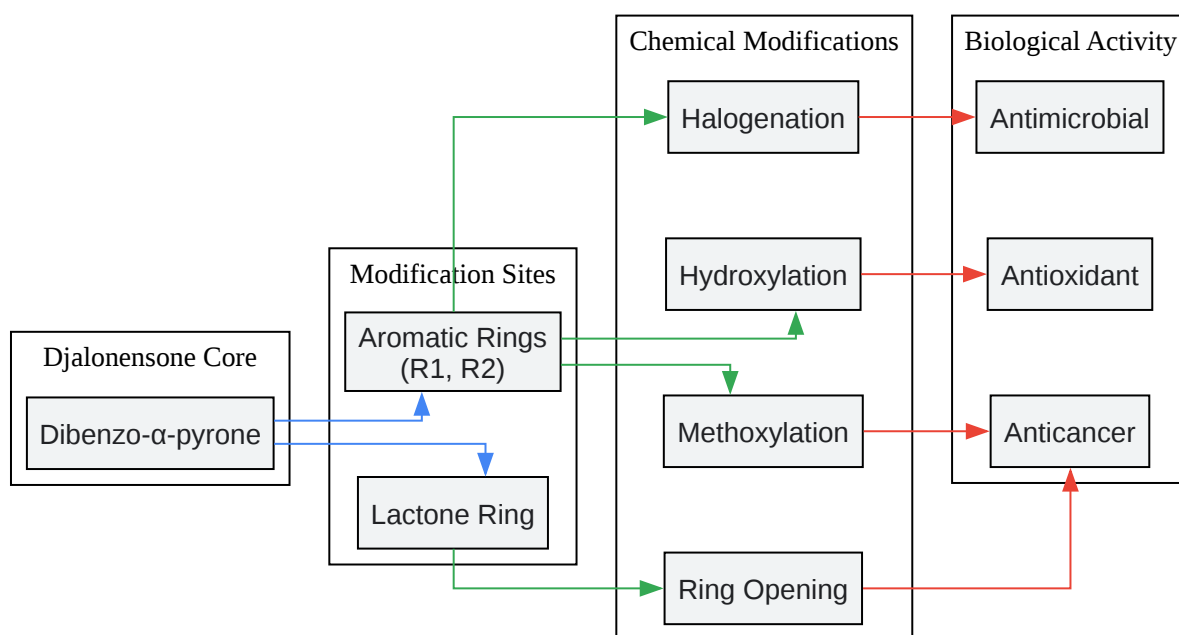 Djalonensone Core
Dibenzo-α-pyrone
Modification Sites
Aromatic Rings
(R1, R2)
Lactone Ring
Chemical Modifications
Halogenation
Hydroxylation
Methoxylation
Ring Opening
Biological Activity
Antimicrobial
Antioxidant
Anticancer